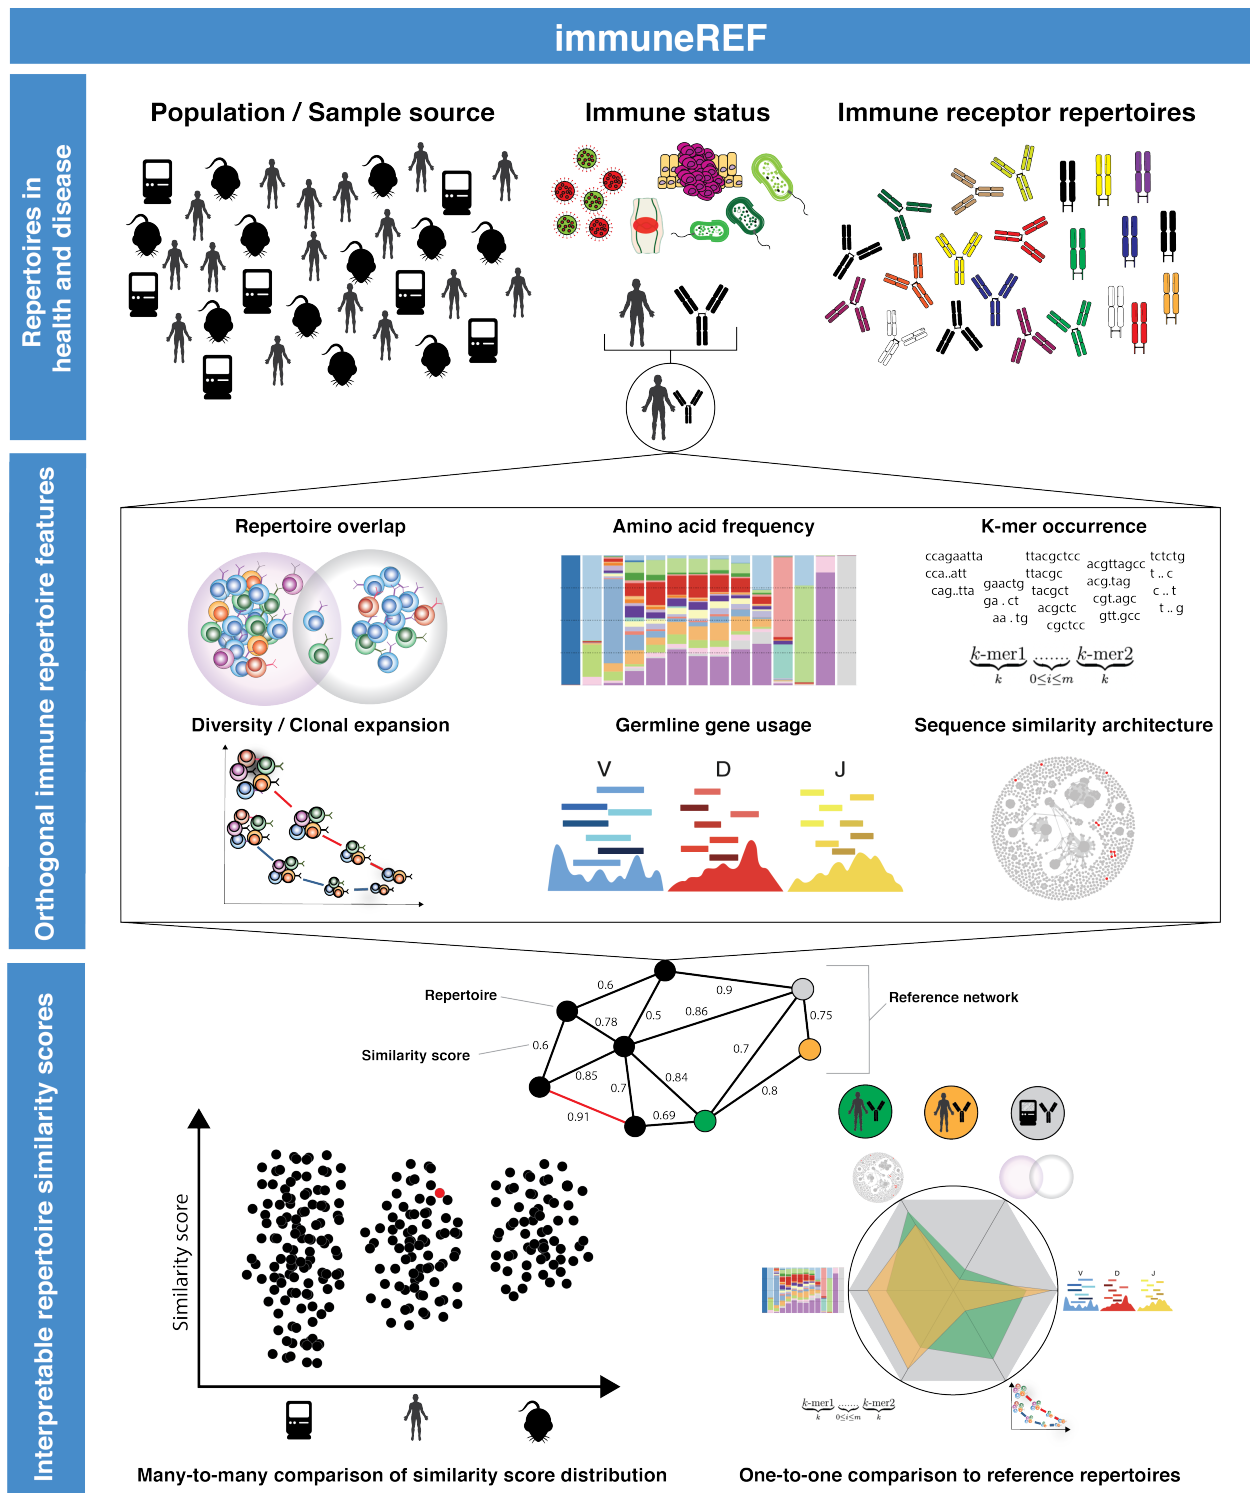 immuneREF
Repertoires in
health and disease
Population / Sample source
Immune status
Immune receptor repertoires
Orthogonal immune repertoire features
Repertoire overlap
Amino acid frequency
K-mer occurrence
ccagaatta
cca..att
cag..tta
gaactg
ga . ct
aa . tg
ttacgctcc
ttacgc
tacgct
acgctc
cgctcc
acgttagcc
acg.tag
cgt.agc
gtt.gcc
tctctg
t .. c
c .. t
t .. g
k-mer1 ....... k-mer2
k 0≤i≤m k
Diversity / Clonal expansion
Germline gene usage
Sequence similarity architecture
V D J
Interpretable repertoire similarity scores
Repertoire
Similarity score
Reference network
0.6
0.9
0.78
0.5
0.86
0.75
0.6
0.85
0.7
0.84
0.7
0.8
0.91
0.69
Similarity score
V D J
k-mer1 ....... k-mer2
k 0≤i≤m k
Many-to-many comparison of similarity score distribution
One-to-one comparison to reference repertoires